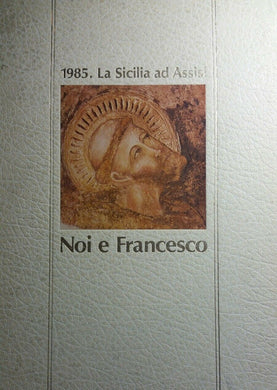 1985. La Sicilia ad Assisi
Noi e Francesco